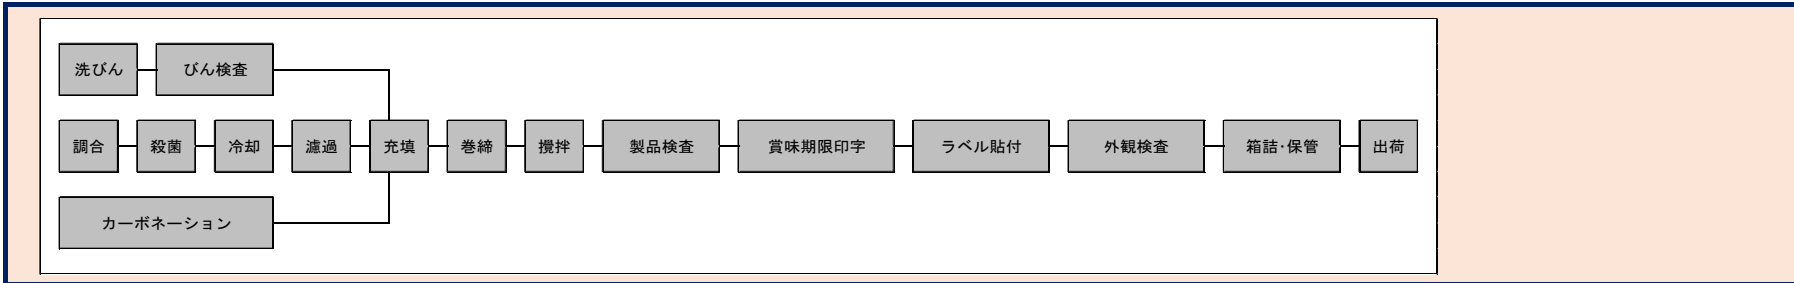 洗びん びん検査
調合 殺菌 冷却 濾過 充填 巻締 攪拌 製品検査 賞味期限印字 ラベル貼付 外観検査 箱詰・保管 出荷
カーボネーション